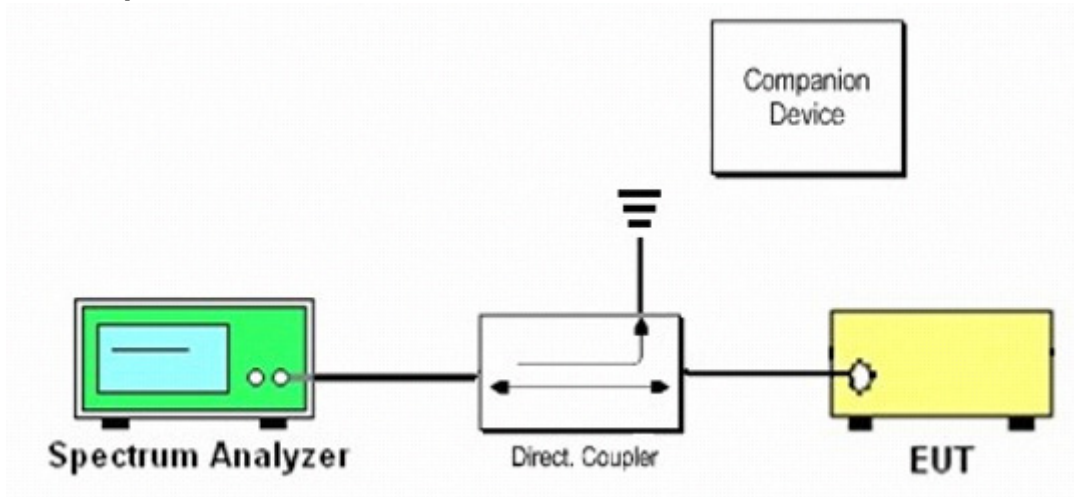 Companion
Device
Spectrum Analyzer
Direct. Coupler
EUT